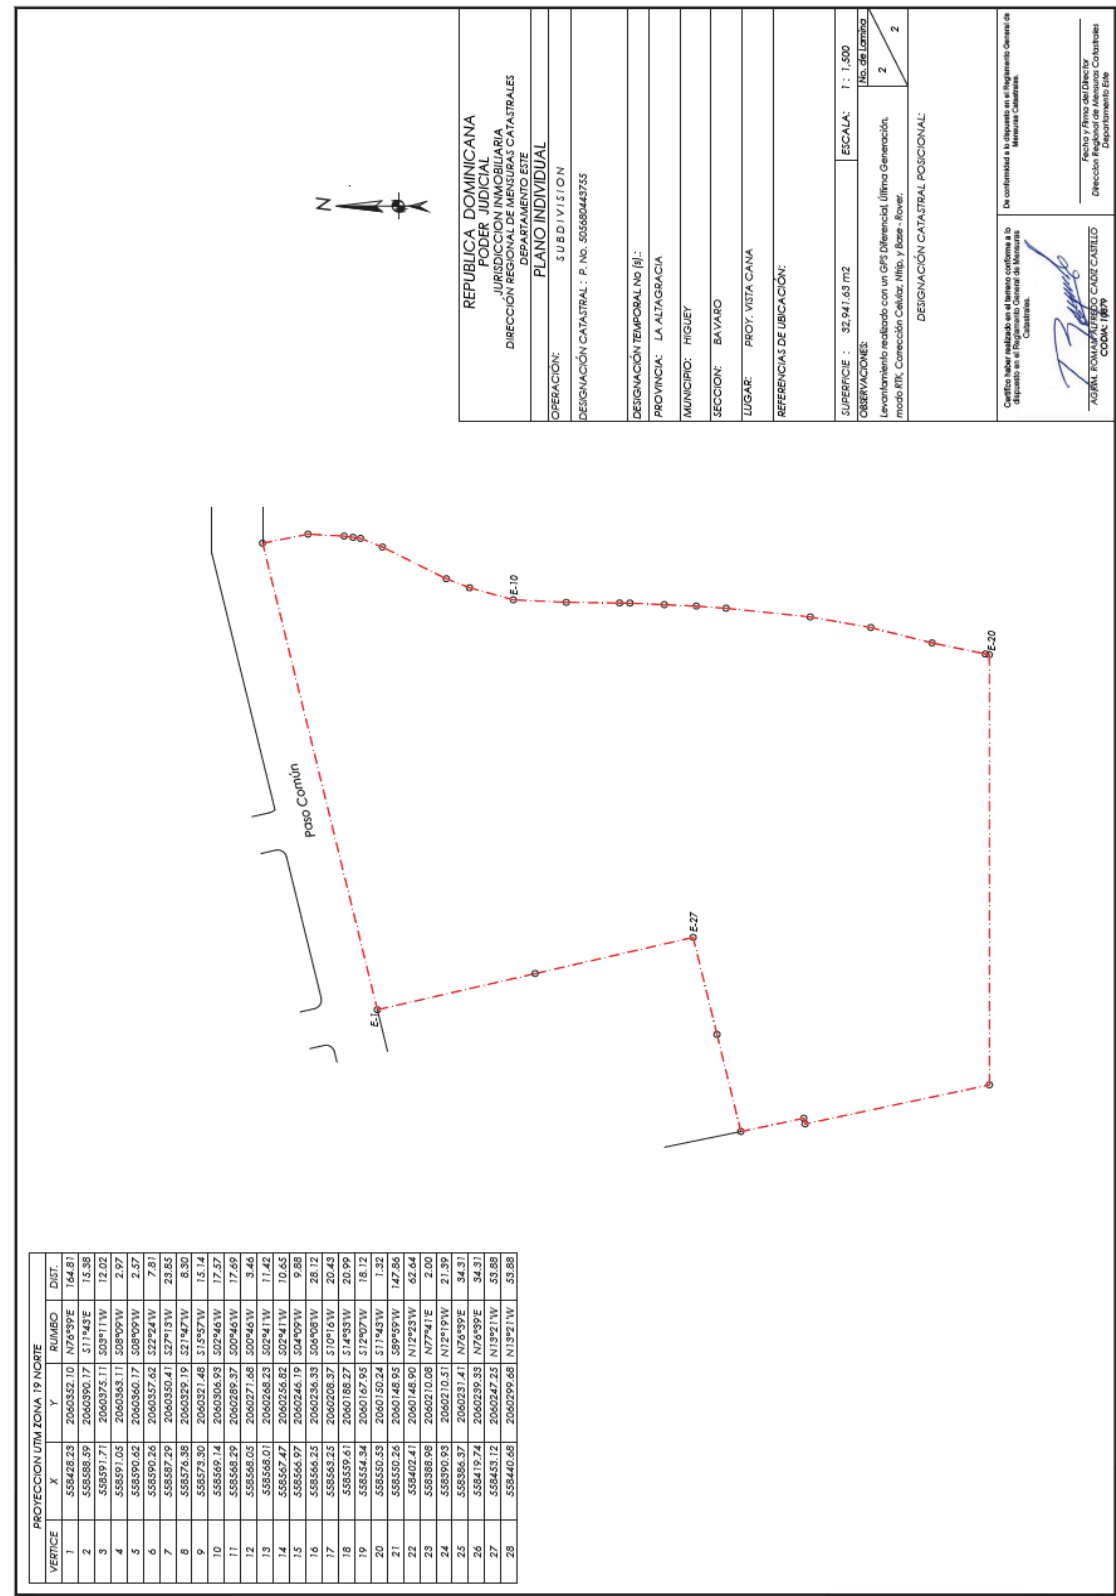 PROYECCION UTM ZONA 19 NORTE
VERTICE X Y RUMBO DIST.
1 558428.23 2060352.10 N76°39'E 164.81
2 558588.59 2060390.17 S11°43'E 15.38
3 558591.71 2060375.11 S03°11'W 12.02
4 558591.05 2060363.11 S08°09'W 2.97
5 558590.62 2060360.17 S08°09'W 2.57
6 558590.26 2060357.62 S22°24'W 7.81
7 558587.29 2060350.41 S27°13'W 23.85
8 558576.38 2060329.19 S21°47'W 8.30
9 558573.30 2060321.48 S15°57'W 15.14
10 558569.14 2060306.93 S02°46'W 17.57
11 558568.29 2060289.37 S00°46'W 17.69
12 558568.05 2060271.68 S00°46'W 3.46
13 558568.01 2060268.23 S02°41'W 11.42
14 558567.47 2060256.82 S02°41'W 10.65
15 558566.97 2060246.19 S04°09'W 9.88
16 558566.25 2060236.33 S06°08'W 28.12
17 558563.25 2060208.37 S10°16'W 20.43
18 558559.61 2060188.27 S14°33'W 20.99
19 558554.34 2060167.95 S12°07'W 18.12
20 558550.53 2060150.24 S11°43'W 1.32
21 558550.26 2060148.95 S89°59'W 147.86
22 558402.41 2060148.90 N12°23'W 62.64
23 558388.98 2060210.08 N77°41'E 2.00
24 558390.93 2060210.51 N12°19'W 21.39
25 558386.37 2060231.41 N76°39'E 34.31
26 558419.74 2060239.33 N76°39'E 34.31
27 558453.12 2060247.25 N13°21'W 53.88
28 558440.68 2060299.68 N13°21'W 53.88
Paso Común
E-1
E-10
E-20
E-27
N
REPUBLICA DOMINICANA
PODER JUDICIAL
JURISDICCION INMOBILIARIA
DIRECCIÓN REGIONAL DE MENSURAS CATASTRALES
DEPARTAMENTO ESTE
PLANO INDIVIDUAL
OPERACIÓN: SUBDIVISION
DESIGNACIÓN CATASTRAL : P. No. 505680443755
DESIGNACIÓN TEMPORAL No (s).:
PROVINCIA: LA ALTAGRACIA
MUNICIPIO: HIGUEY
SECCION: BAVARO
LUGAR: PROY. VISTA CANA
REFERENCIAS DE UBICACIÓN:
SUPERFICIE : 32,941.63 m2 ESCALA: 1 : 1,500
OBSERVACIONES: No. de Lamina
2 2
Levantamiento realizado con un GPS Diferencial, Última Generación,
modo RTK, Corrección Celular, Ntrip, y Base - Rover.
DESIGNACIÓN CATASTRAL POSICIONAL:
Certifico haber realizado en el terreno conforme a lo
dispuesto en el Reglamento General de Mensuras
Catastrales.
AGRIM. ROMAN ALFREDO CADIZ CASTILLO
CODIA: 10879
De conformidad a lo dispuesto en el Reglamento General de
Mensuras Catastrales.
Fecha y Firma del Director
Direccion Regional de Mensuras Catastrales
Departamento Este